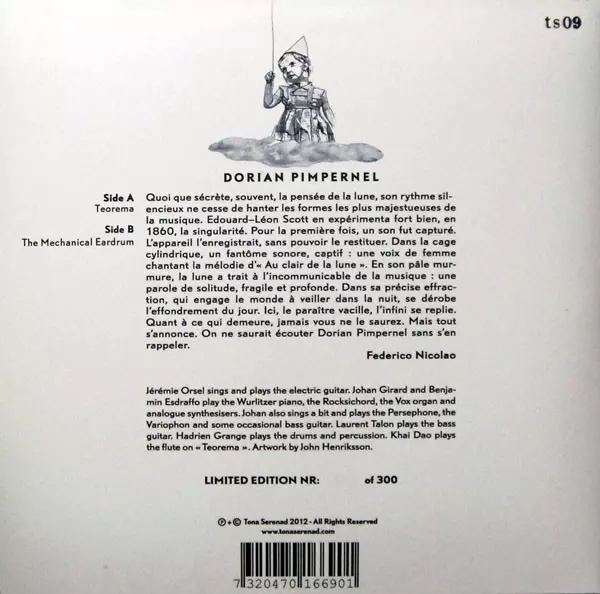 ts09
DORIAN PIMPERNEL
Side A
Teorema
Side B
The Mechanical Eardrum
Quoi que sécrète, souvent, la pensée de la lune, son rythme sil-
encieux ne cesse de hanter les formes les plus majestueuses de
la musique. Edouard–Léon Scott en expérimenta fort bien, en
1860, la singularité. Pour la première fois, un son fut capturé.
L'appareil l'enregistrait, sans pouvoir le restituer. Dans la cage
cylindrique, un fantôme sonore, captif : une voix de femme
chantant la mélodie d'« Au clair de la lune ». En son pâle mur-
mure, la lune a trait à l'incommunicable de la musique : une
parole de solitude, fragile et profonde. Dans sa précise effrac-
tion, qui engage le monde à veiller dans la nuit, se dérobe
l'effondrement du jour. Ici, le paraître vacille, l'infini se replie.
Quant à ce qui demeure, jamais vous ne le saurez. Mais tout
s'annonce. On ne saurait écouter Dorian Pimpernel sans s'en
rappeler.
Federico Nicolao
Jérémie Orsel sings and plays the electric guitar. Johan Girard and Benja-
min Esdraffo play the Wurlitzer piano, the Rocksichord, the Vox organ and
analogue synthesisers. Johan also sings a bit and plays the Persephone, the
Variophon and some occasional bass guitar. Laurent Talon plays the bass
guitar. Hadrien Grange plays the drums and percussion. Khai Dao plays
the flute on « Teorema ». Artwork by John Henriksson.
LIMITED EDITION NR: of 300
℗ + © Tona Serenad 2012 - All Rights Reserved
www.tonaserenad.com
7 320470 166901